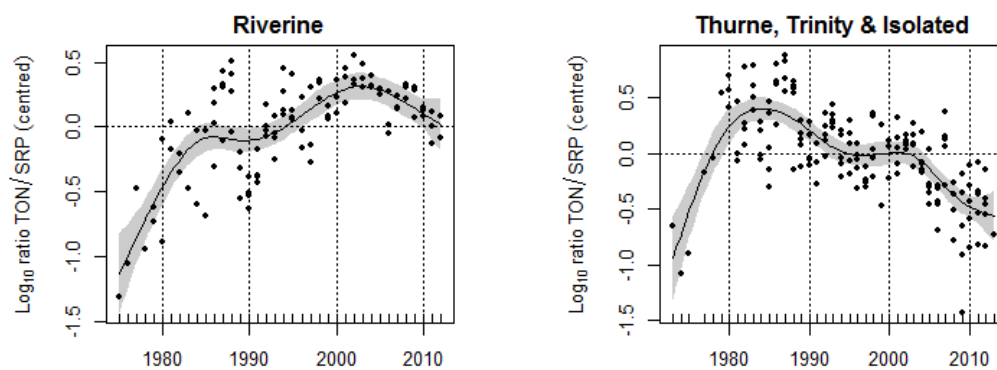 Riverine
Log10 ratio TON/ SRP (centred)
0.5
0.0
-0.5
-1.0
-1.5
1980 1990 2000 2010
Thurne, Trinity & Isolated
Log10 ratio TON/ SRP (centred)
0.5
0.0
-0.5
-1.0
-1.5
1980 1990 2000 2010